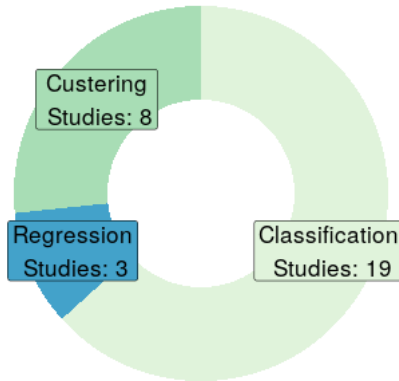 Custering
Studies: 8
Regression
Studies: 3
Classification
Studies: 19